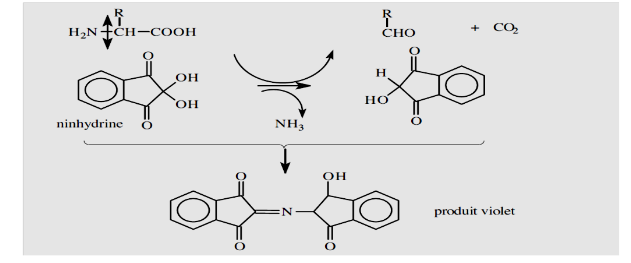 R
H₂N CH COOH
O
OH
OH
ninhydrine
O
NH₃
R
CHO
+ CO₂
O
H
HO
O
O
OH
N
produit violet
O
O